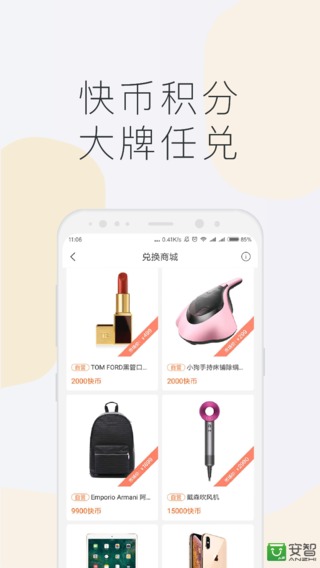 快币积分
大牌任兑
11:06
0.41K/s
85%
兑换商城
自营 TOM FORD黑管口...
2000快币
自营 小狗手持床铺除螨...
2000快币
自营 Emporio Armani 阿...
9900快币
自营 戴森吹风机
15000快币
安智
ANZHI